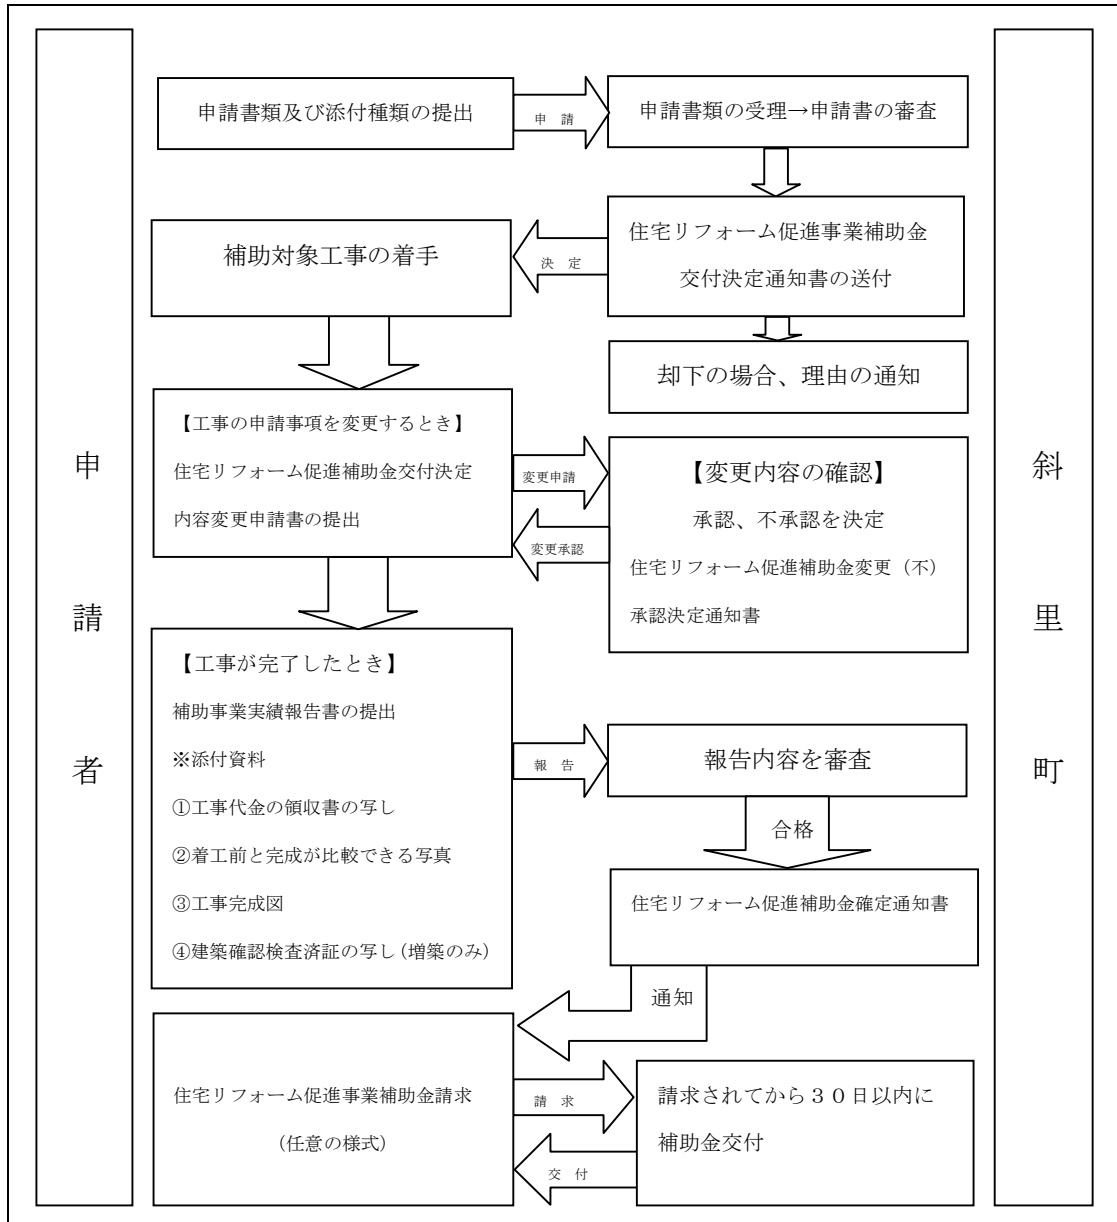 申請者
斜里町
申請書類及び添付種類の提出
申 請
申請書類の受理→申請書の審査
住宅リフォーム促進事業補助金
交付決定通知書の送付
決 定
補助対象工事の着手
却下の場合、理由の通知
【工事の申請事項を変更するとき】
住宅リフォーム促進補助金交付決定
内容変更申請書の提出
変更申請
【変更内容の確認】
承認、不承認を決定
住宅リフォーム促進補助金変更（不）
承認決定通知書
変更承認
【工事が完了したとき】
補助事業実績報告書の提出
※添付資料
①工事代金の領収書の写し
②着工前と完成が比較できる写真
③工事完成図
④建築確認検査済証の写し(増築のみ)
報 告
報告内容を審査
合格
住宅リフォーム促進補助金確定通知書
通知
住宅リフォーム促進事業補助金請求
(任意の様式)
請 求
請求されてから３０日以内に
補助金交付
交 付